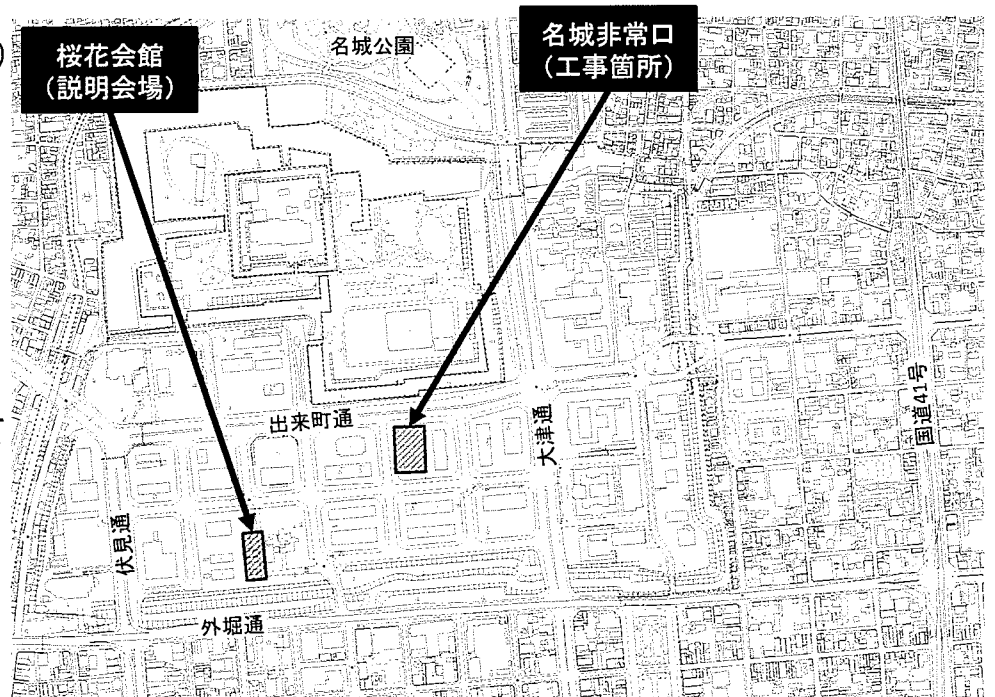 桜花会館
(説明会場)
名城公園
名城非常口
(工事箇所)
出来町通
大津通
国道41号
伏見通
外堀通